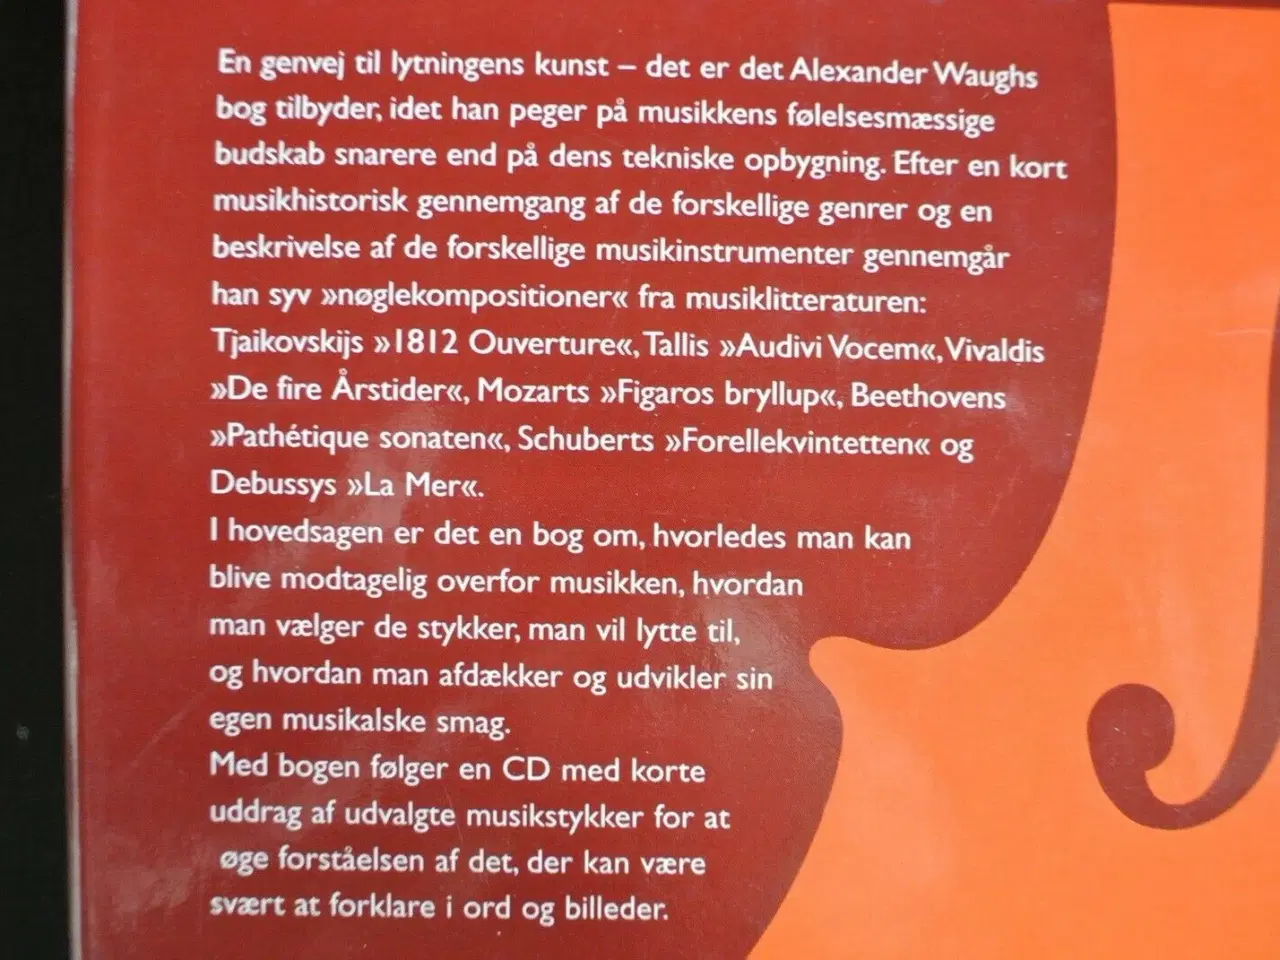 En genvej til lytningens kunst – det er det Alexander Waughs
bog tilbyder, idet han peger på musikkens følelsesmæssige
budskab snarere end på dens tekniske opbygning. Efter en kort
musikhistorisk gennemgang af de forskellige genrer og en
beskrivelse af de forskellige musikinstrumenter gennemgår
han syv »nøglekompositioner« fra musiklitteraturen:
Tjaikovskijs »1812 Ouverture«, Tallis »Audivi Vocem«, Vivaldis
»De fire Årstider«, Mozarts »Figaros bryllup«, Beethovens
»Pathétique sonaten«, Schuberts »Forellekvintetten« og
Debussys »La Mer«.
I hovedsagen er det en bog om, hvorledes man kan
blive modtagelig overfor musikken, hvordan
man vælger de stykker, man vil lytte til,
og hvordan man afdækker og udvikler sin
egen musikalske smag.
Med bogen følger en CD med korte
uddrag af udvalgte musikstykker for at
øge forståelsen af det, der kan være
svært at forklare i ord og billeder.